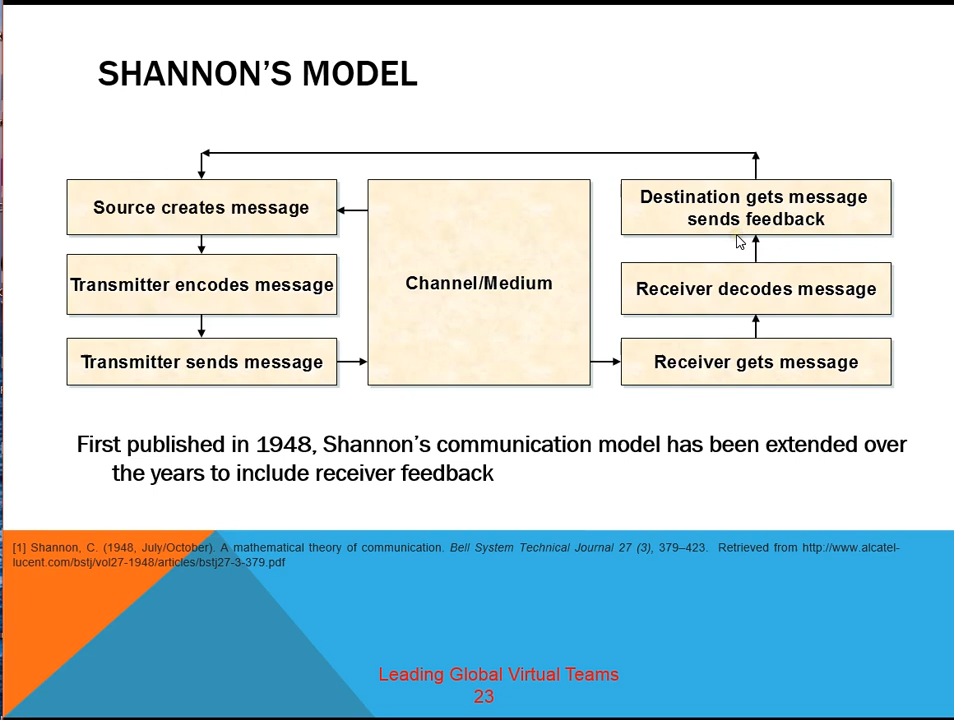 SHANNON'S MODEL
Source creates message
Transmitter encodes message
Transmitter sends message
Channel/Medium
Destination gets message
sends feedback
Receiver decodes message
Receiver gets message
First published in 1948, Shannon's communication model has been extended over
the years to include receiver feedback
[1] Shannon, C. (1948, July/October). A mathematical theory of communication. Bell System Technical Journal 27 (3), 379–423. Retrieved from http://www.alcatel-
lucent.com/bstj/vol27-1948/articles/bstj27-3-379.pdf
Leading Global Virtual Teams
23